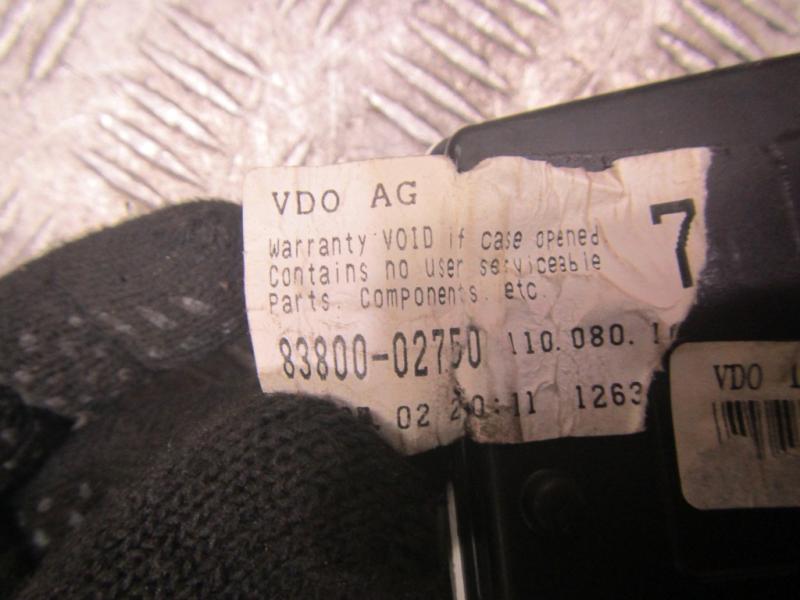 VDO AG
7
Warranty VOID if case opened
Contains no user serviceable
Parts. Components. etc.
83800-02750 110.080.
02 20:11 1263
VDO